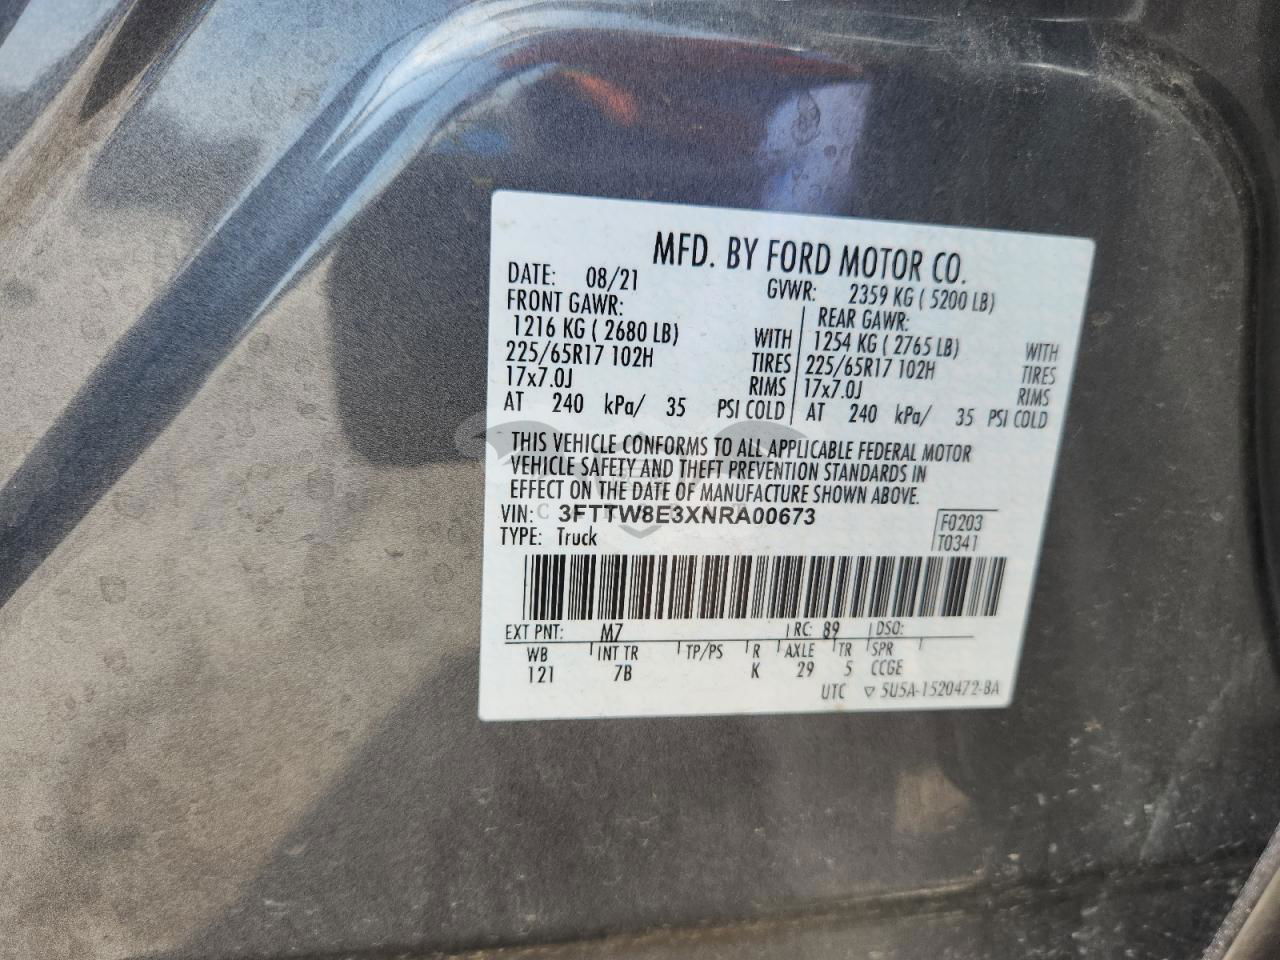 MFD. BY FORD MOTOR CO.
DATE: 08/21 GVWR: 2359 KG ( 5200 LB)
FRONT GAWR: REAR GAWR:
1216 KG ( 2680 LB) WITH 1254 KG ( 2765 LB) WITH
225/65R17 102H TIRES 225/65R17 102H TIRES
17x7.0J RIMS 17x7.0J RIMS
AT 240 kPa/ 35 PSI COLD AT 240 kPa/ 35 PSI COLD
THIS VEHICLE CONFORMS TO ALL APPLICABLE FEDERAL MOTOR
VEHICLE SAFETY AND THEFT PREVENTION STANDARDS IN
EFFECT ON THE DATE OF MANUFACTURE SHOWN ABOVE.
VIN: 3FTTW8E3XNRA00673 F0203
TYPE: Truck T0341
EXT PNT: M7 RC: 89 DSO:
WB INT TR TP/PS R AXLE TR SPR
121 7B K 29 5 CCGE
UTC ▽ 5U5A-1520472-BA